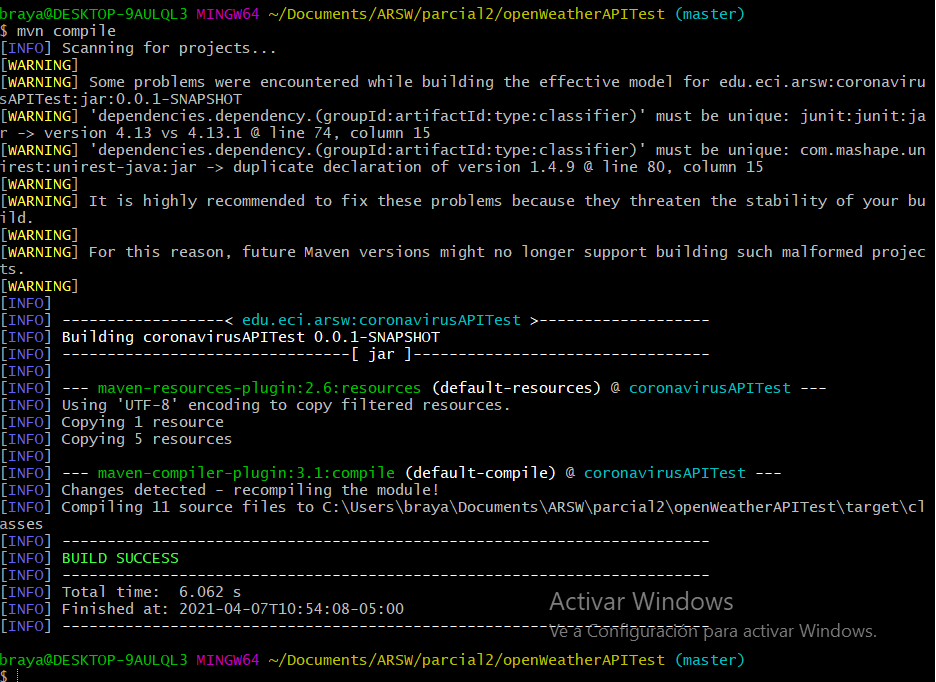 braya@DESKTOP-9AULQL3 MINGW64 ~/Documents/ARSW/parcial2/openWeatherAPITest (master)
$ mvn compile
[INFO] Scanning for projects...
[WARNING]
[WARNING] Some problems were encountered while building the effective model for edu.eci.arsw:coronaviru
sAPITest:jar:0.0.1-SNAPSHOT
[WARNING] 'dependencies.dependency.(groupId:artifactId:type:classifier)' must be unique: junit:junit:ja
r -> version 4.13 vs 4.13.1 @ line 74, column 15
[WARNING] 'dependencies.dependency.(groupId:artifactId:type:classifier)' must be unique: com.mashape.un
irest:unirest-java:jar -> duplicate declaration of version 1.4.9 @ line 80, column 15
[WARNING]
[WARNING] It is highly recommended to fix these problems because they threaten the stability of your bu
ild.
[WARNING]
[WARNING] For this reason, future Maven versions might no longer support building such malformed projec
ts.
[WARNING]
[INFO]
[INFO] ------------------< edu.eci.arsw:coronavirusAPITest >-------------------
[INFO] Building coronavirusAPITest 0.0.1-SNAPSHOT
[INFO] --------------------------------[ jar ]---------------------------------
[INFO]
[INFO] --- maven-resources-plugin:2.6:resources (default-resources) @ coronavirusAPITest ---
[INFO] Using 'UTF-8' encoding to copy filtered resources.
[INFO] Copying 1 resource
[INFO] Copying 5 resources
[INFO]
[INFO] --- maven-compiler-plugin:3.1:compile (default-compile) @ coronavirusAPITest ---
[INFO] Changes detected - recompiling the module!
[INFO] Compiling 11 source files to C:\Users\braya\Documents\ARSW\parcial2\openWeatherAPITest\target\cl
asses
[INFO] ------------------------------------------------------------------------
[INFO] BUILD SUCCESS
[INFO] ------------------------------------------------------------------------
[INFO] Total time:  6.062 s
[INFO] Finished at: 2021-04-07T10:54:08-05:00
[INFO] ------------------------------------------------------------------------
Activar Windows
Ve a Configuración para activar Windows.
braya@DESKTOP-9AULQL3 MINGW64 ~/Documents/ARSW/parcial2/openWeatherAPITest (master)
$